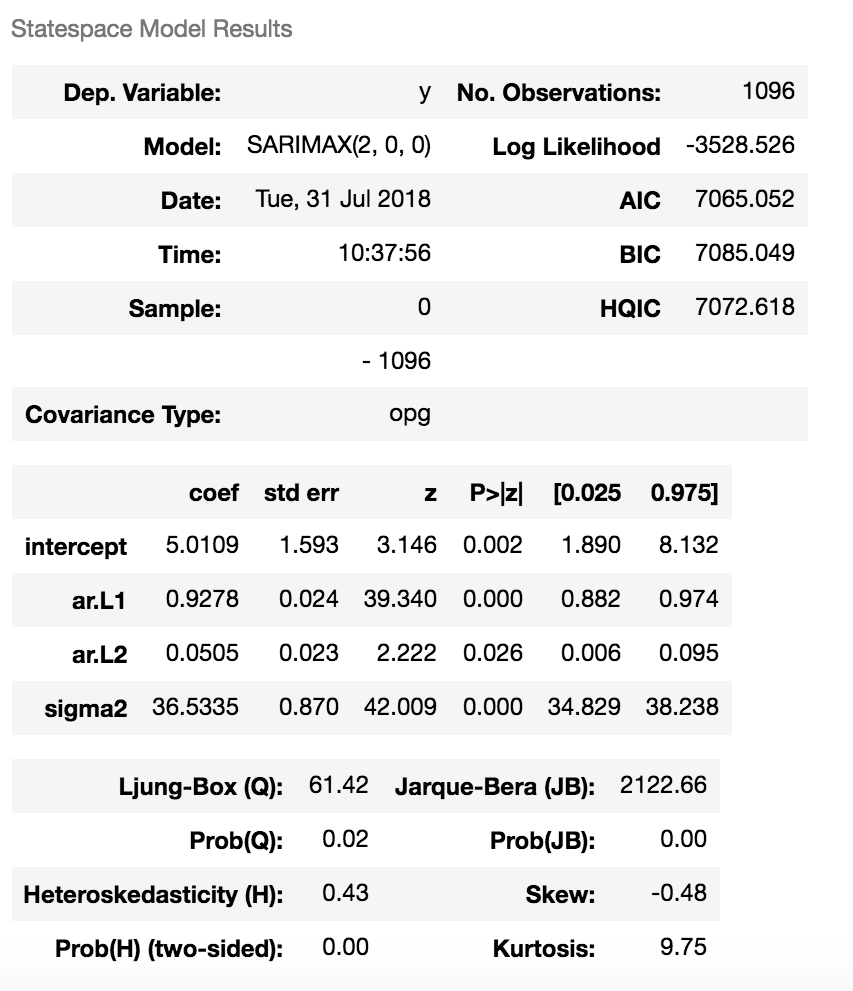 Statespace Model Results
Dep. Variable: y No. Observations: 1096
Model: SARIMAX(2, 0, 0) Log Likelihood -3528.526
Date: Tue, 31 Jul 2018 AIC 7065.052
Time: 10:37:56 BIC 7085.049
Sample: 0 HQIC 7072.618
- 1096
Covariance Type: opg
coef std err z P>|z| [0.025 0.975]
intercept 5.0109 1.593 3.146 0.002 1.890 8.132
ar.L1 0.9278 0.024 39.340 0.000 0.882 0.974
ar.L2 0.0505 0.023 2.222 0.026 0.006 0.095
sigma2 36.5335 0.870 42.009 0.000 34.829 38.238
Ljung-Box (Q): 61.42 Jarque-Bera (JB): 2122.66
Prob(Q): 0.02 Prob(JB): 0.00
Heteroskedasticity (H): 0.43 Skew: -0.48
Prob(H) (two-sided): 0.00 Kurtosis: 9.75